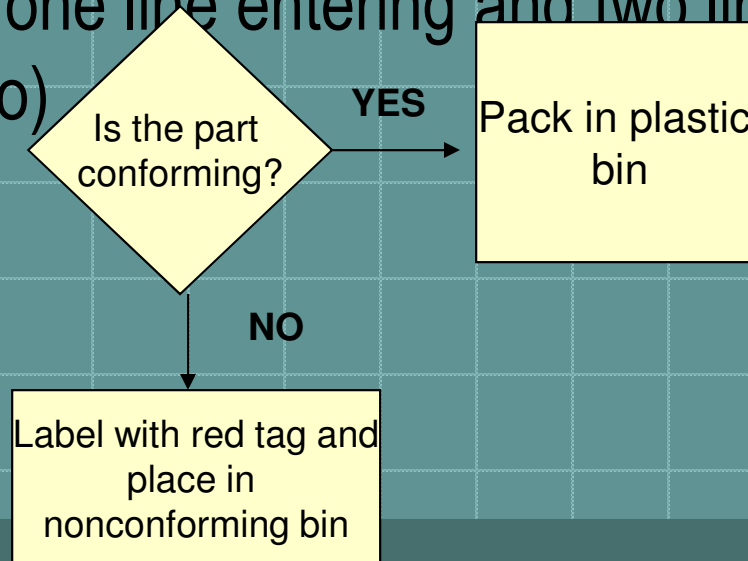 one line entering and two
o)
Is the part
conforming?
YES
Pack in plastic
bin
NO
Label with red tag and
place in
nonconforming bin